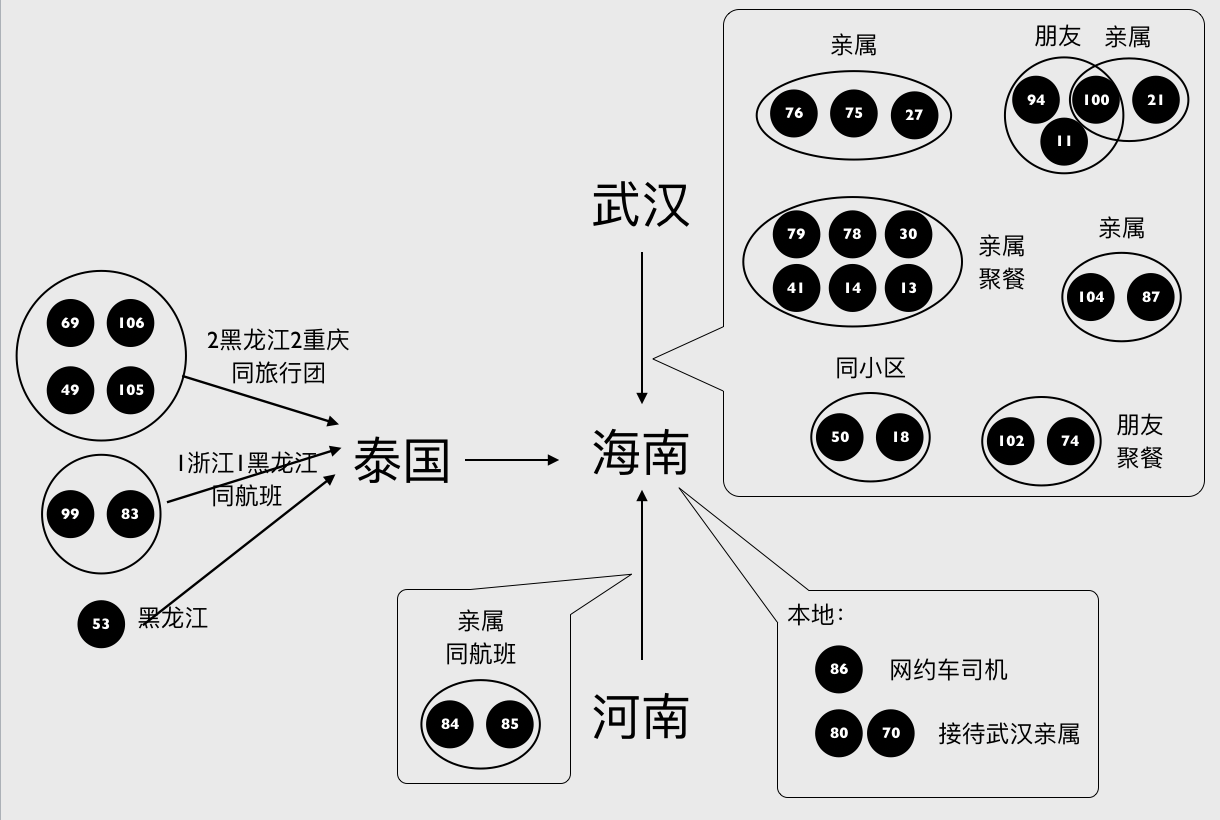 亲属
76 75 27
朋友 亲属
94 100 21
11
武汉
79 78 30
41 14 13
亲属
聚餐
亲属
104 87
同小区
50 18
102 74
朋友
聚餐
69 106
49 105
2黑龙江2重庆
同旅行团
99 83
1浙江1黑龙江
同航班
53 黑龙江
泰国
海南
亲属
同航班
84 85
河南
本地：
86 网约车司机
80 70 接待武汉亲属